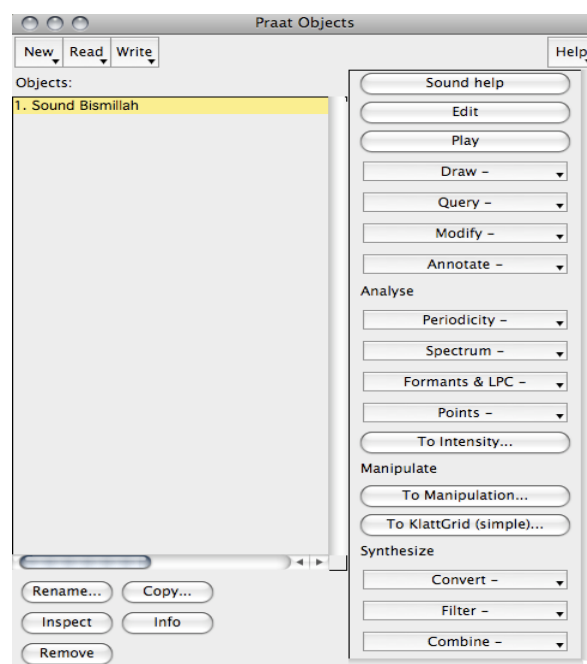 Praat Objects
New Read Write Help
Objects:
1. Sound Bismillah
Sound help
Edit
Play
Draw –
Query –
Modify –
Annotate –
Analyse
Periodicity –
Spectrum –
Formants & LPC –
Points –
To Intensity...
Manipulate
To Manipulation...
To KlattGrid (simple)...
Synthesize
Convert –
Filter –
Combine –
Rename... Copy...
Inspect Info
Remove